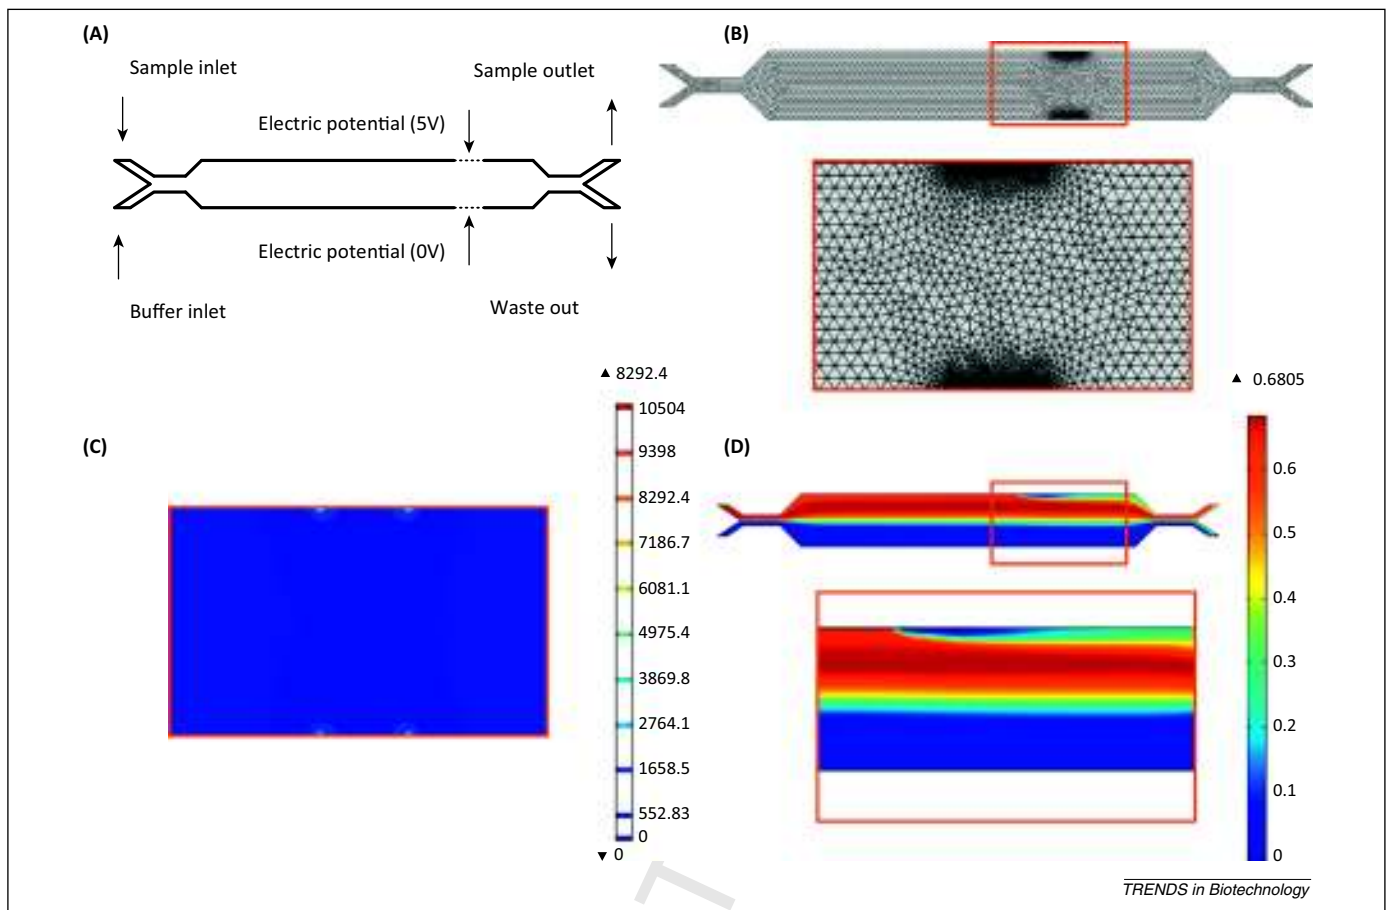 (A)
Sample inlet
Sample outlet
Electric potential (5V)
Electric potential (0V)
Buffer inlet
Waste out
(B)
(C)
▲ 8292.4
10504
9398
8292.4
7186.7
6081.1
4975.4
3869.8
2764.1
1658.5
552.83
0
▼ 0
(D)
▲ 0.6805
0.6
0.5
0.4
0.3
0.2
0.1
0
TRENDS in Biotechnology